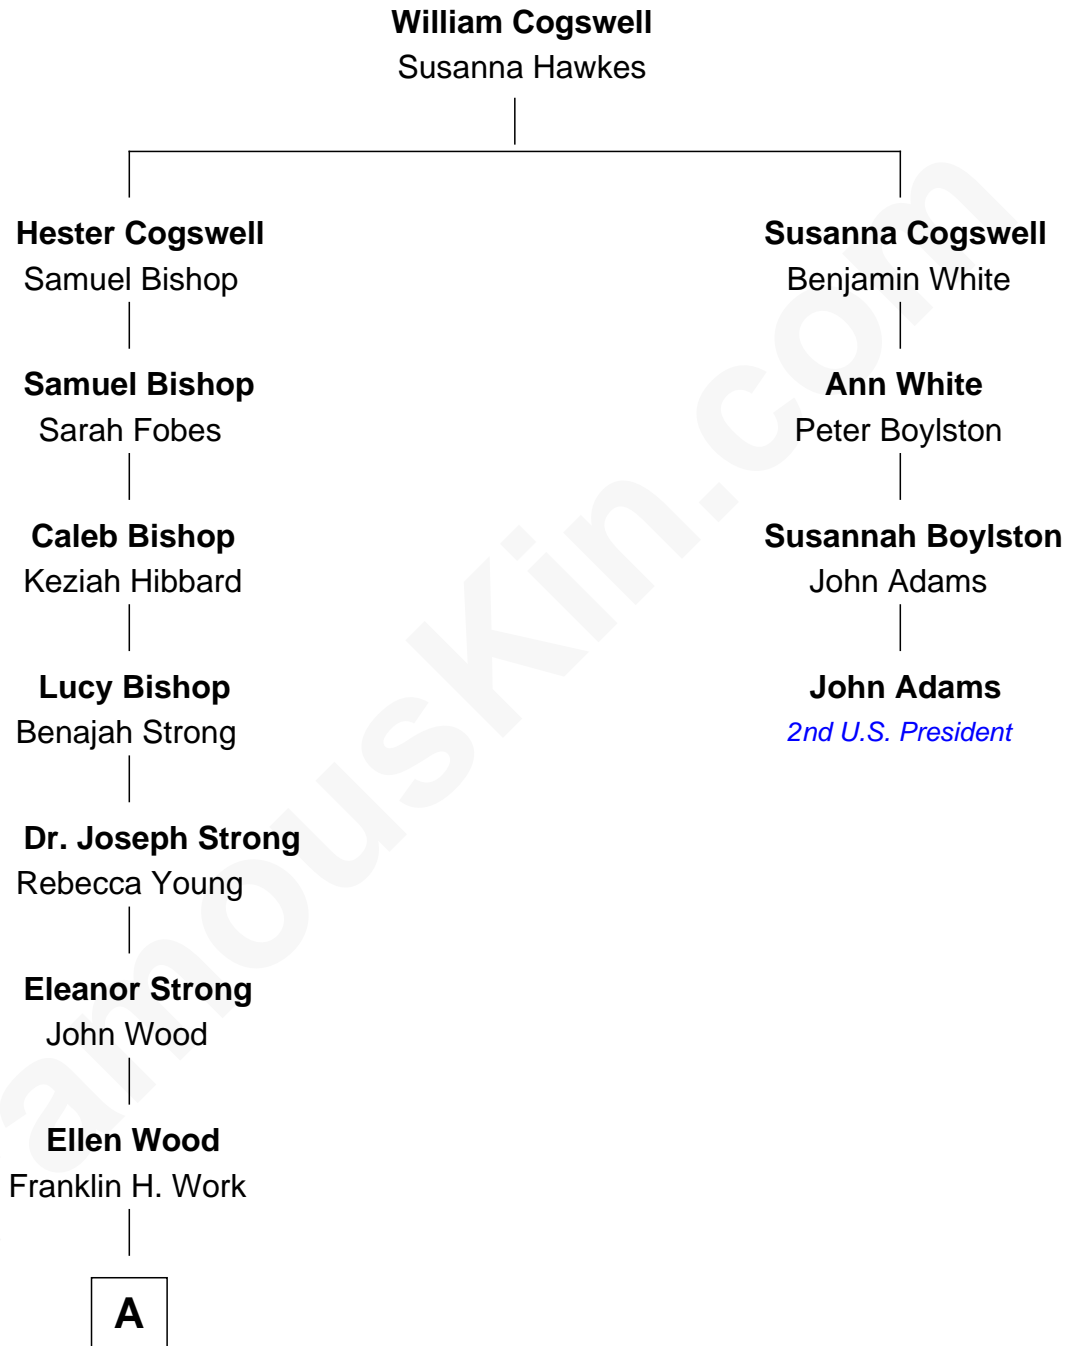 William Cogswell
Susanna Hawkes
Hester Cogswell
Samuel Bishop
Susanna Cogswell
Benjamin White
Samuel Bishop
Sarah Fobes
Ann White
Peter Boylston
Caleb Bishop
Keziah Hibbard
Susannah Boylston
John Adams
Lucy Bishop
Benajah Strong
John Adams
2nd U.S. President
Dr. Joseph Strong
Rebecca Young
Eleanor Strong
John Wood
Ellen Wood
Franklin H. Work
A
amouskin.com